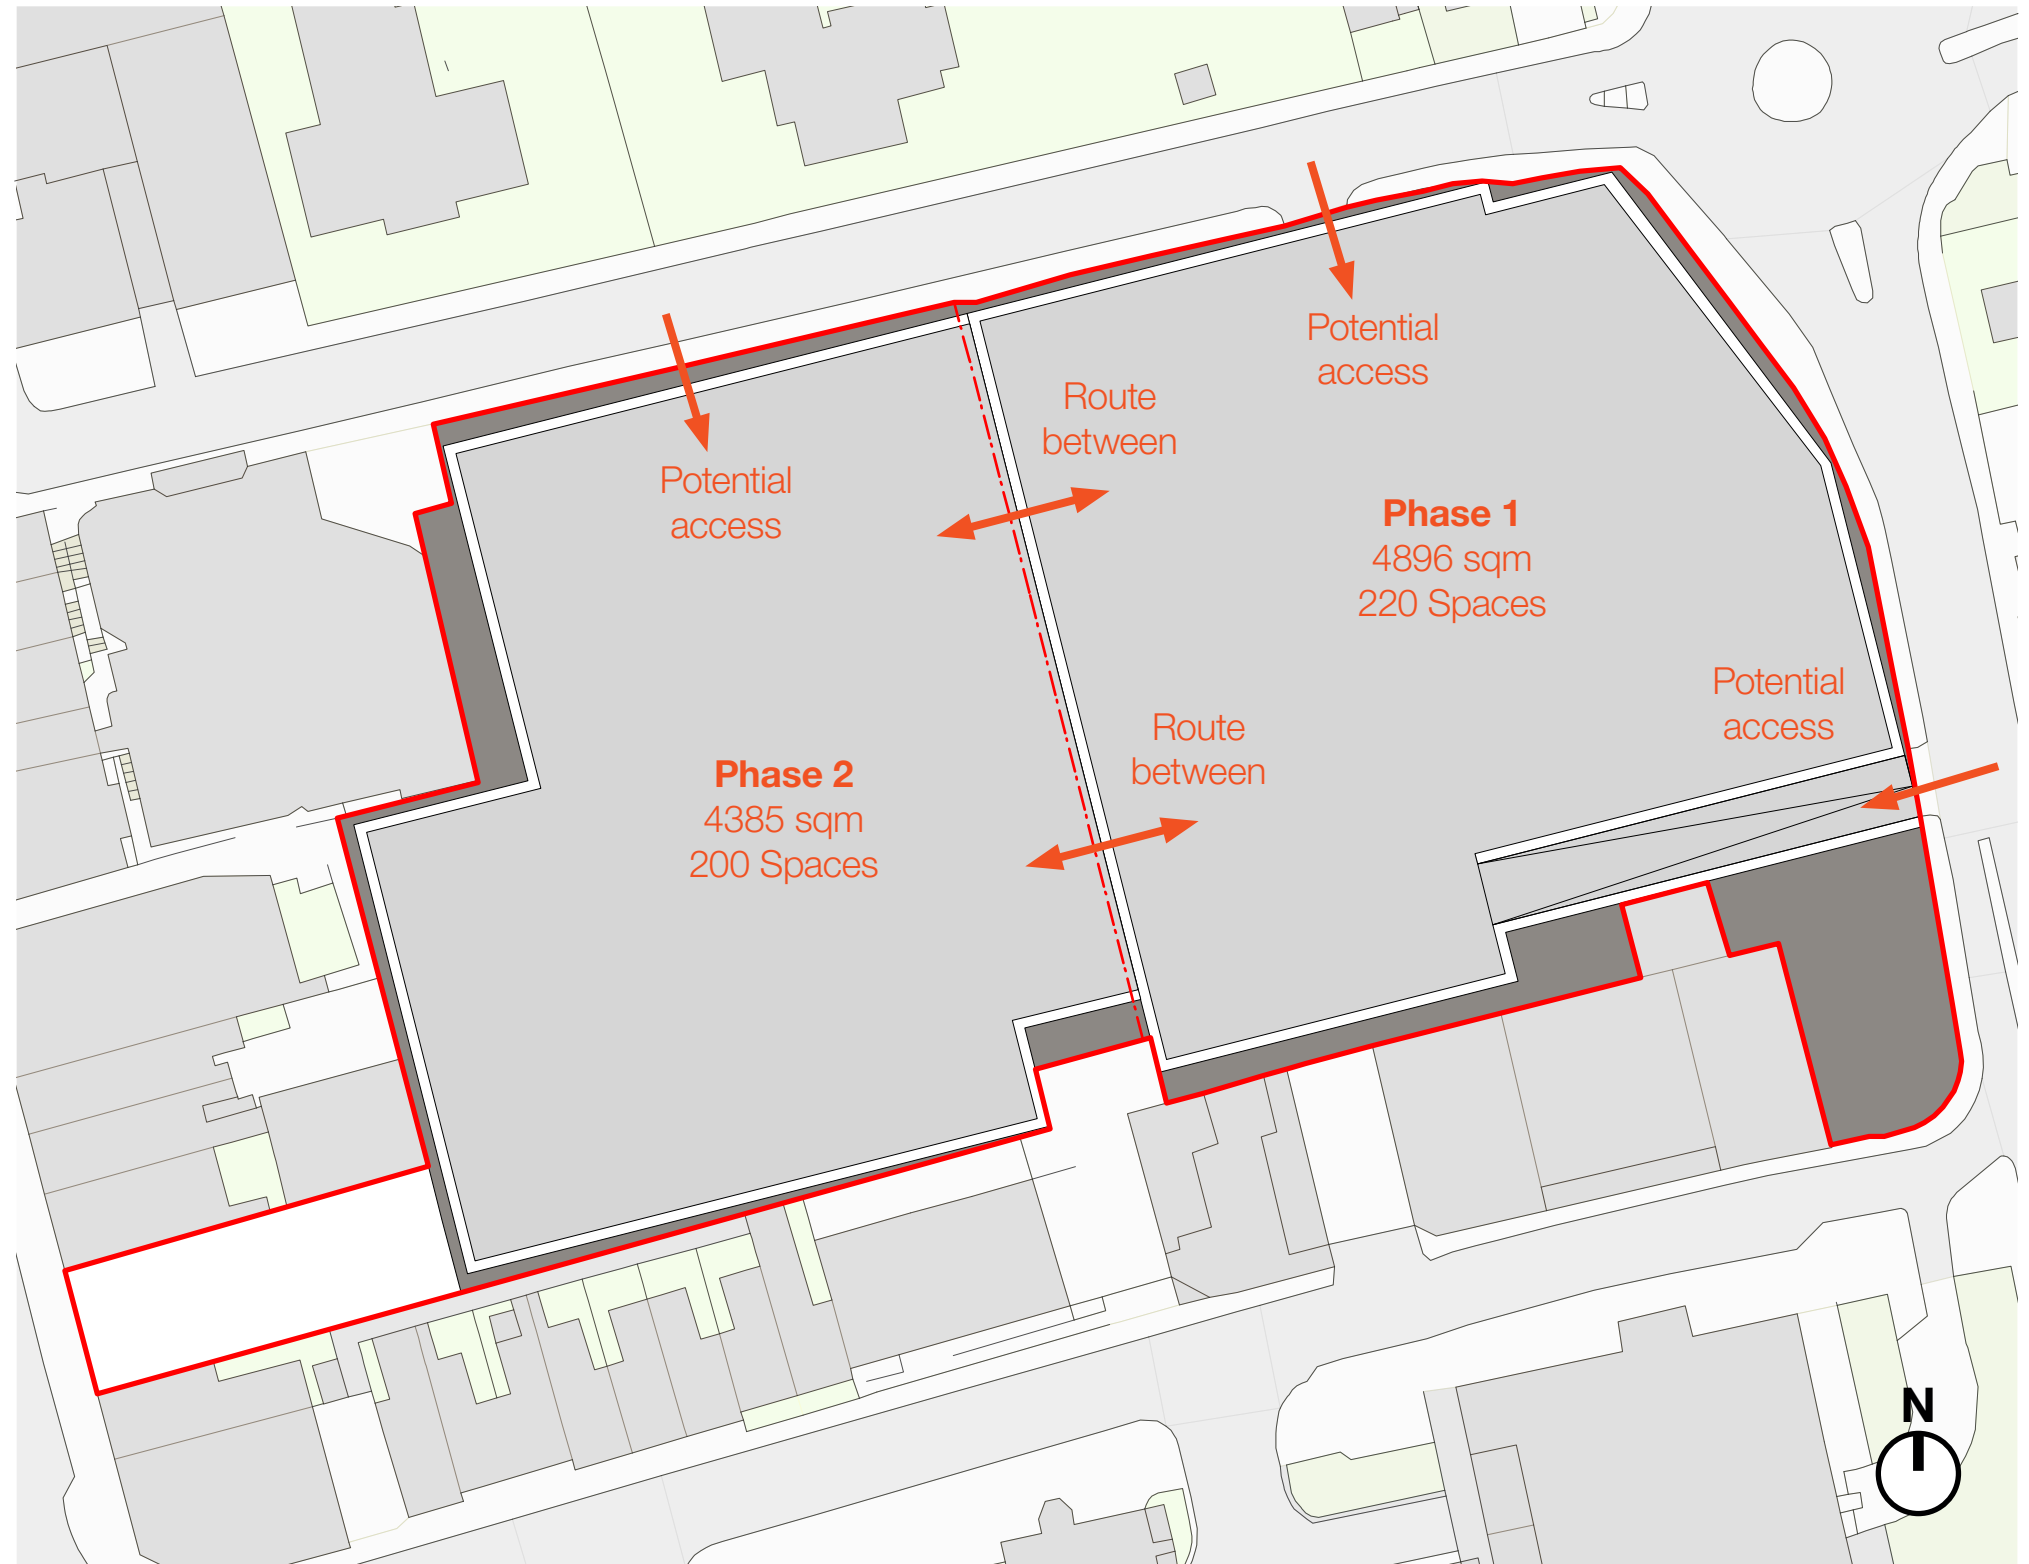 Potential
access
Route
between
Potential
access
Phase 1
4896 sqm
220 Spaces
Potential
access
Route
between
Phase 2
4385 sqm
200 Spaces
N